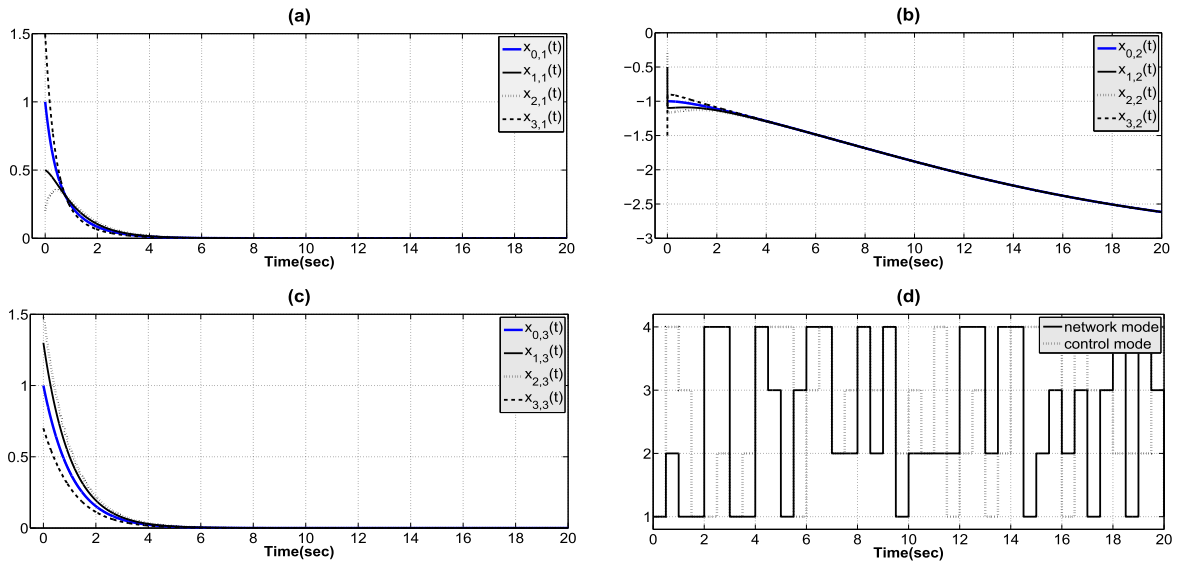 (a)
1.5
1
0.5
0
0 2 4 6 8 10 12 14 16 18 20
Time(sec)
x0,1(t)
x1,1(t)
x2,1(t)
x3,1(t)
(b)
−0.5
−1
−1.5
−2
−2.5
−3
0 2 4 6 8 10 12 14 16 18 20
Time(sec)
x0,2(t)
x1,2(t)
x2,2(t)
x3,2(t)
(c)
1.5
1
0.5
0
0 2 4 6 8 10 12 14 16 18 20
Time(sec)
x0,3(t)
x1,3(t)
x2,3(t)
x3,3(t)
(d)
4
3
2
1
0 2 4 6 8 10 12 14 16 18 20
Time(sec)
network mode
control mode